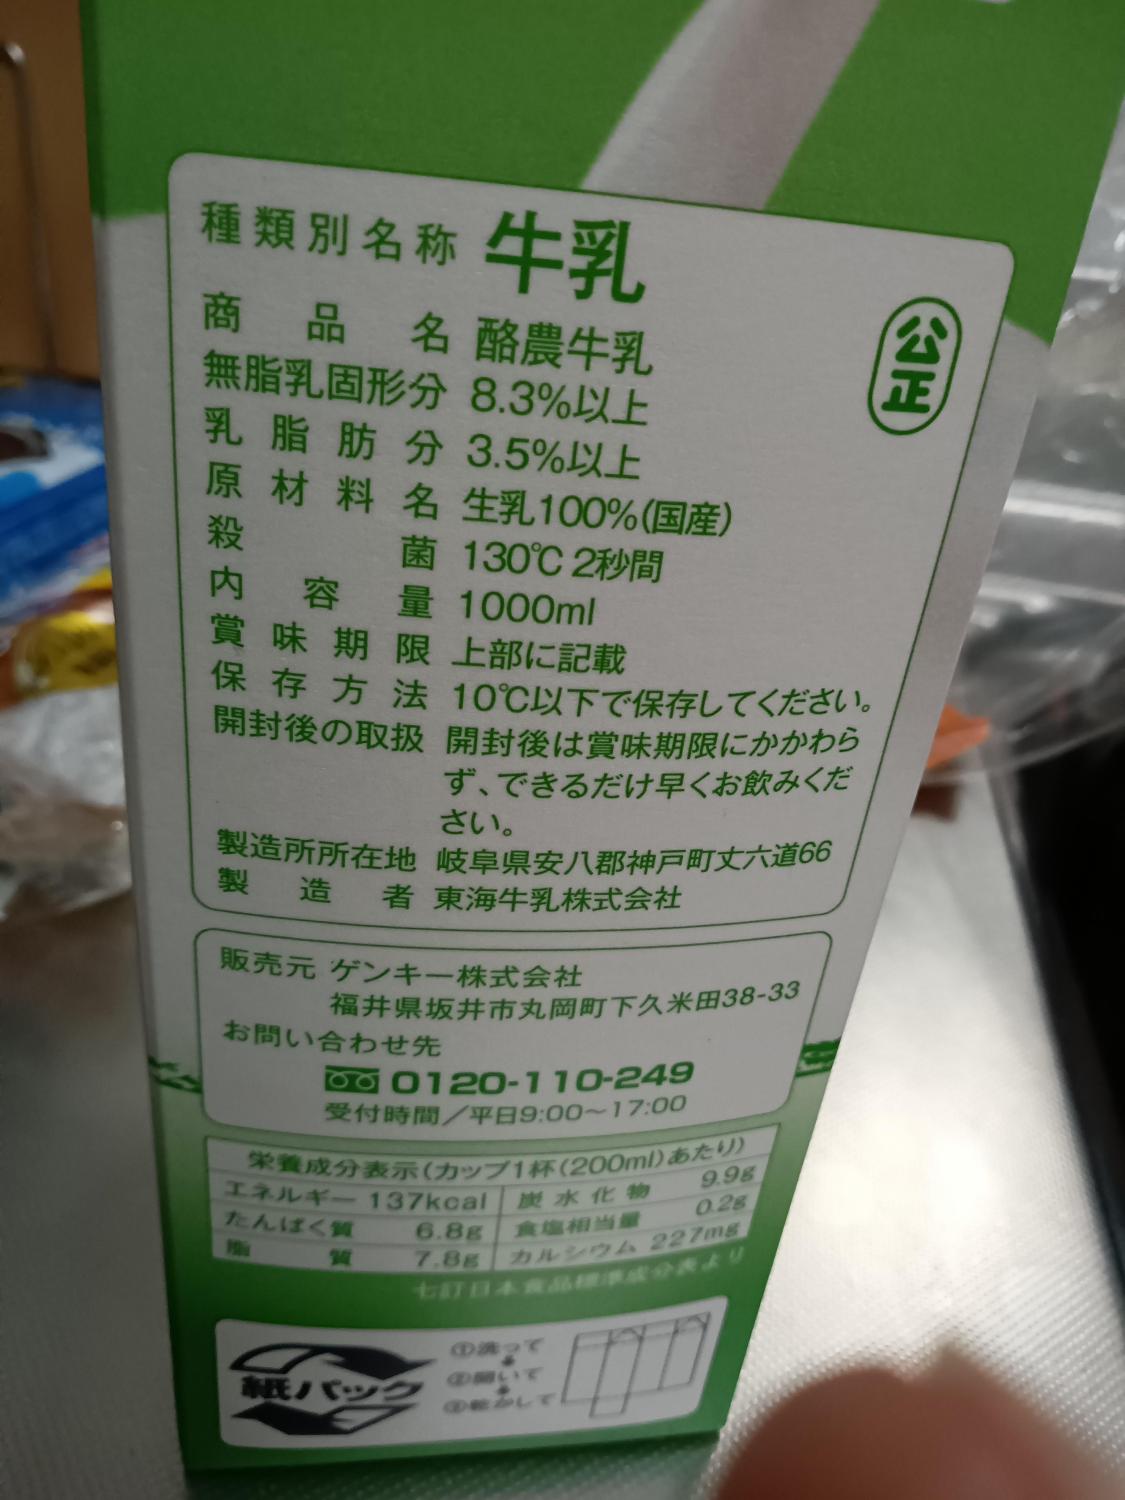 種類別名称 牛乳
商品名 酪農牛乳
無脂乳固形分 8.3%以上
乳脂肪分 3.5%以上
原材料名 生乳100%(国産)
殺菌 130℃ 2秒間
内容量 1000ml
賞味期限 上部に記載
保存方法 10℃以下で保存してください。
開封後の取扱 開封後は賞味期限にかかわら
ず、できるだけ早くお飲みくだ
さい。
製造所所在地 岐阜県安八郡神戸町丈六道66
製造者 東海牛乳株式会社
公正
販売元 ゲンキー株式会社
福井県坂井市丸岡町下久米田38-33
お問い合わせ先
0120-110-249
受付時間/平日9:00~17:00
栄養成分表示(カップ1杯(200ml)あたり)
エネルギー 137kcal 炭水化物 9.9g
たんぱく質 6.8g 食塩相当量 0.2g
脂質 7.8g カルシウム 227mg
七訂日本食品標準成分表より
紙パック
①洗って
②開いて
③乾かして